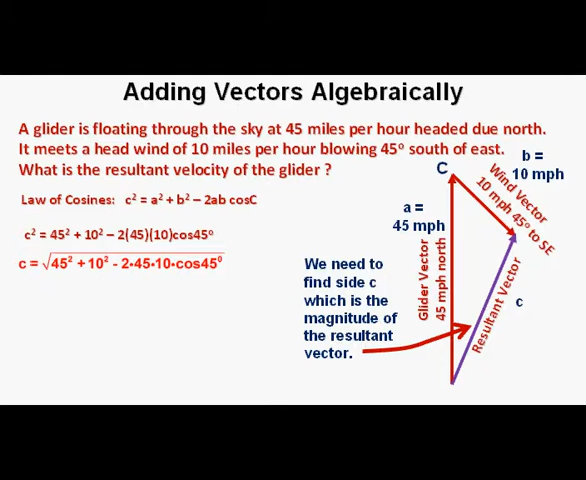 Adding Vectors Algebraically
A glider is floating through the sky at 45 miles per hour headed due north.
It meets a head wind of 10 miles per hour blowing 45° south of east.
What is the resultant velocity of the glider ?
Law of Cosines: c² = a² + b² – 2ab cosC
c² = 45² + 10² – 2(45)(10)cos45°
c = √45² + 10² - 2•45•10•cos45⁰
We need to
find side c
which is the
magnitude of
the resultant
vector.
C
b =
10 mph
a =
45 mph
Wind Vector
10 mph 45° to SE
Glider Vector
45 mph north
Resultant Vector
c